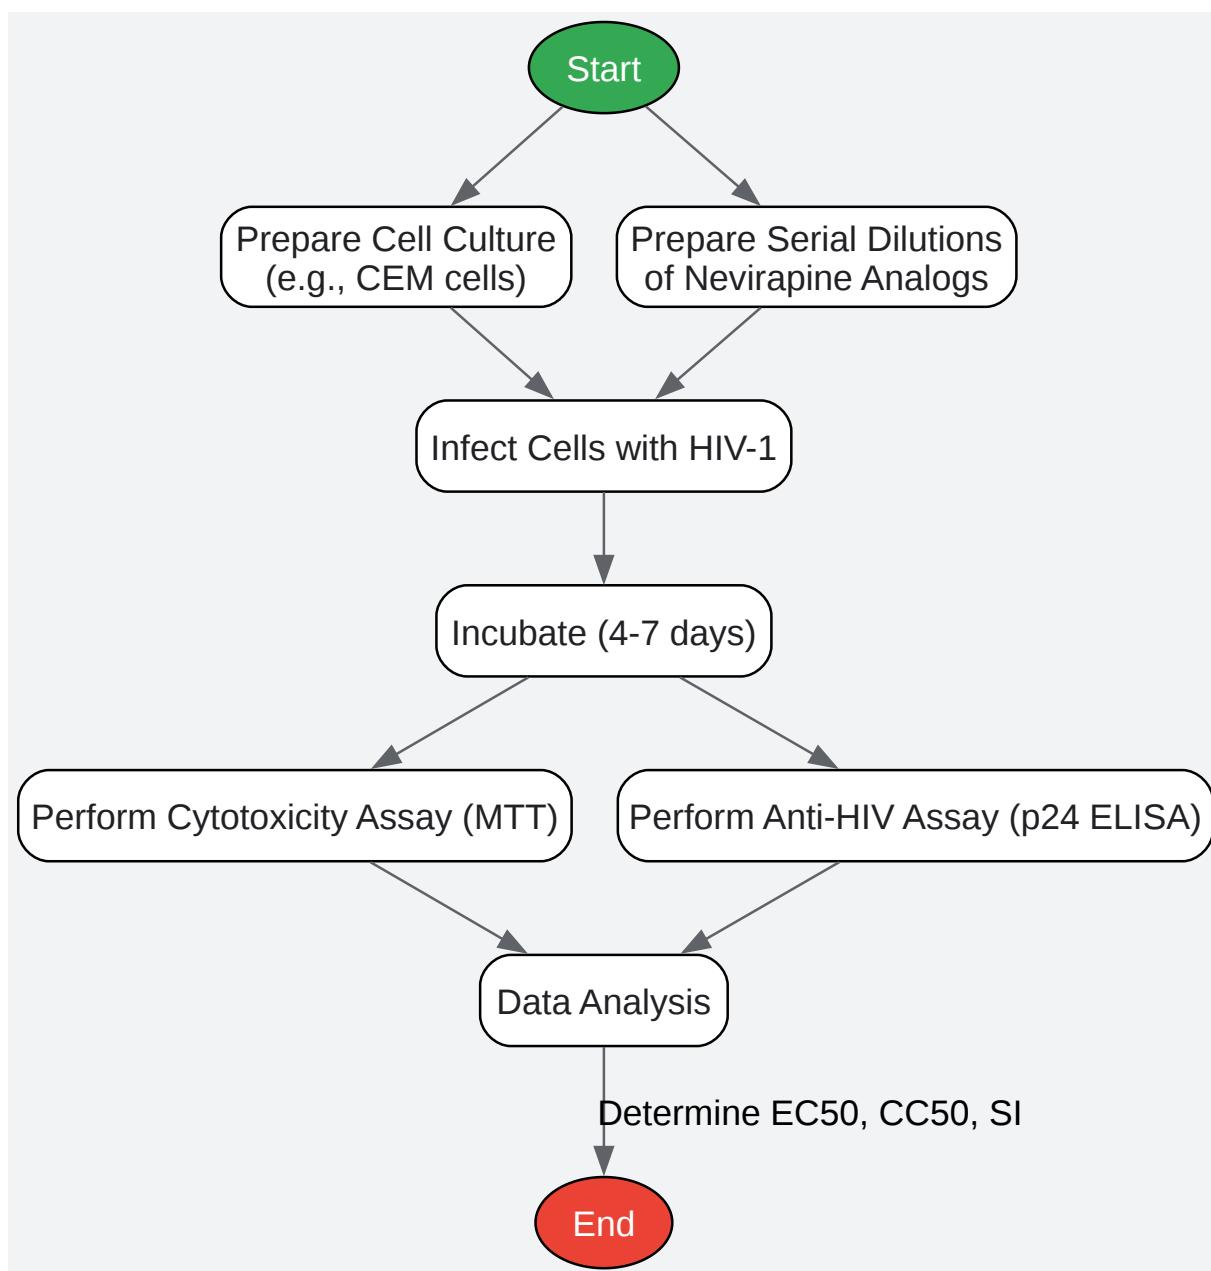 Start
Prepare Cell Culture
(e.g., CEM cells)
Prepare Serial Dilutions
of Nevirapine Analogs
Infect Cells with HIV-1
Incubate (4-7 days)
Perform Cytotoxicity Assay (MTT)
Perform Anti-HIV Assay (p24 ELISA)
Data Analysis
Determine EC50, CC50, SI
End